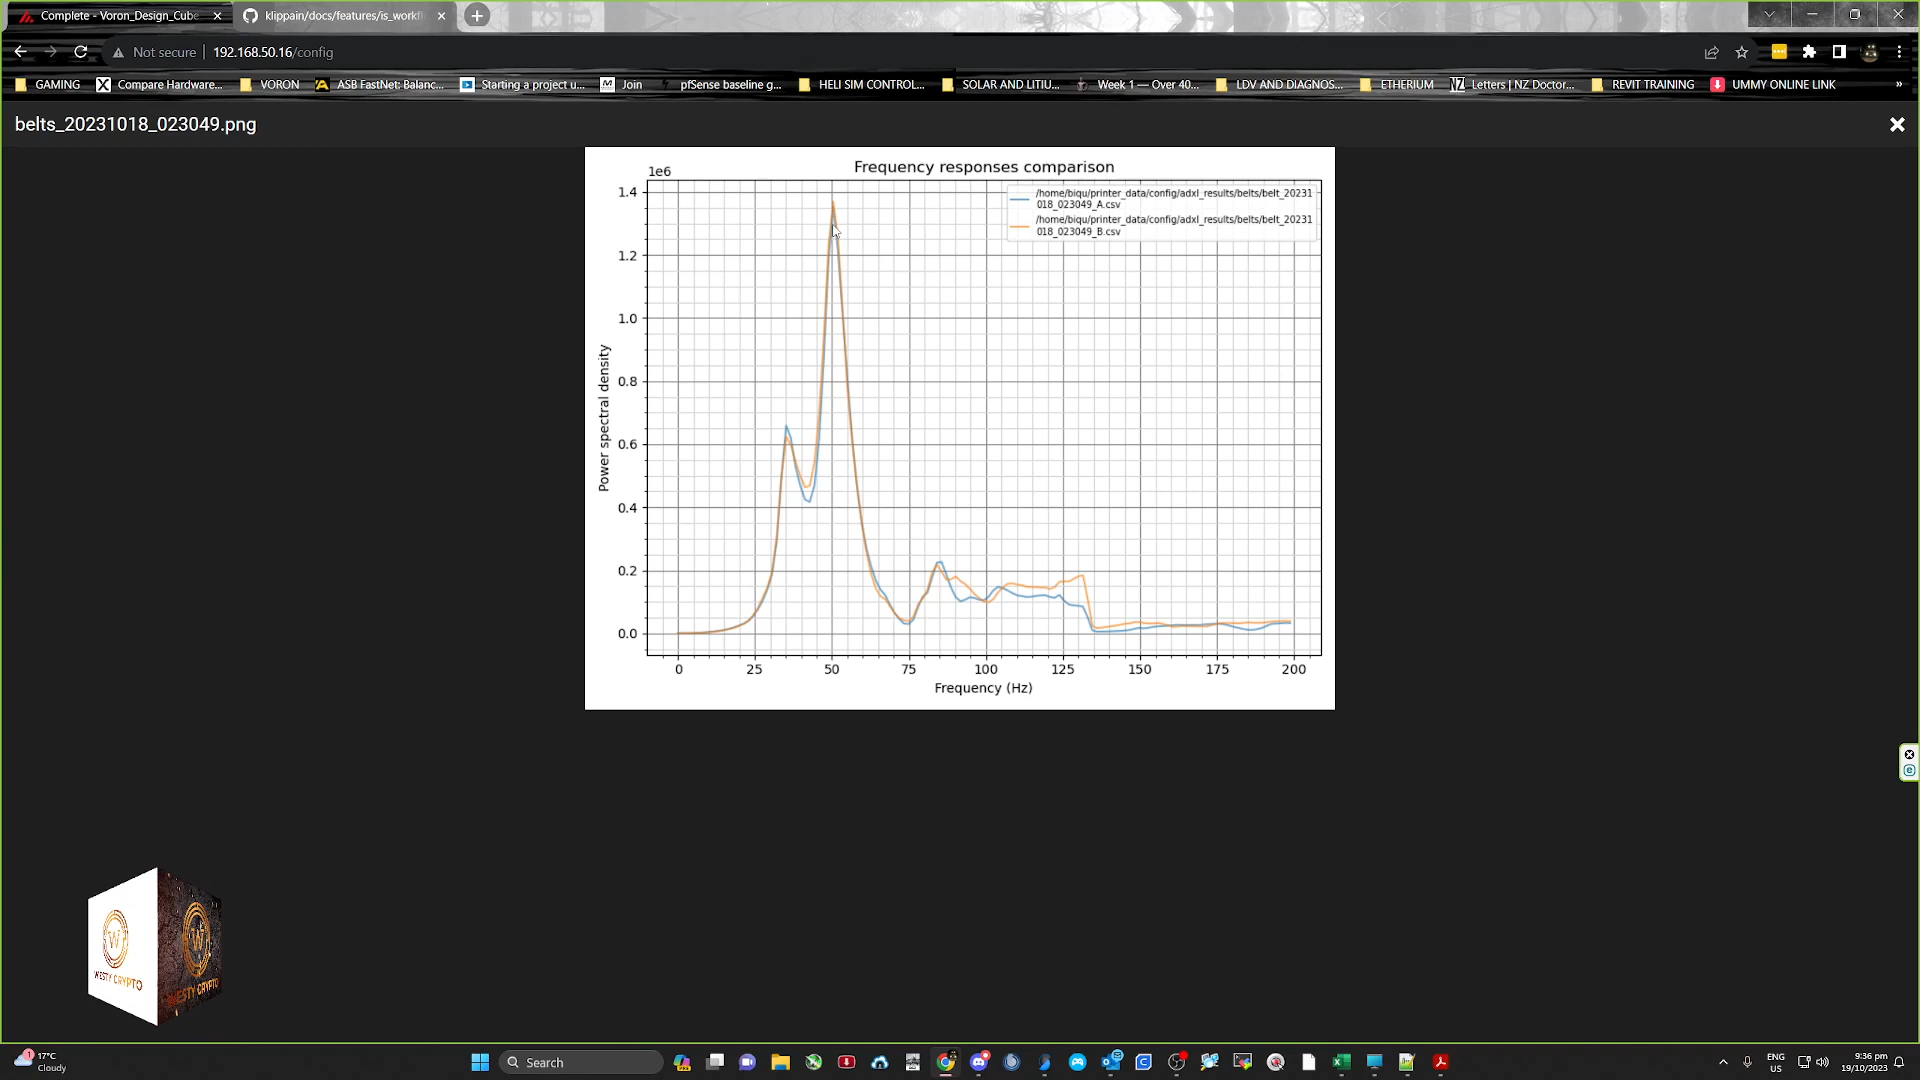 Complete - Voron_Design_Cube
klippain/docs/features/is_workf
Not secure
192.168.50.16/config
GAMING
Compare Hardware...
VORON
ASB FastNet: Balanc...
Starting a project u...
Join
pfSense baseline g...
HELI SIM CONTROL...
SOLAR AND LITIU...
Week 1 — Over 40...
LDV AND DIAGNOS...
ETHERIUM
Letters | NZ Doctor...
REVIT TRAINING
UMMY ONLINE LINK
»
belts_20231018_023049.png
Frequency responses comparison
1e6
/home/biqu/printer_data/config/adxl_results/belts/belt_20231
018_023049_A.csv
/home/biqu/printer_data/config/adxl_results/belts/belt_20231
018_023049_B.csv
1.4
1.2
1.0
0.8
0.6
0.4
0.2
0.0
Power spectral density
0 25 50 75 100 125 150 175 200
Frequency (Hz)
W
WESTY CRYPTO
W
WESTY CRYPTO
1
17°C
Cloudy
Search
ENG
US
9:36 pm
19/10/2023